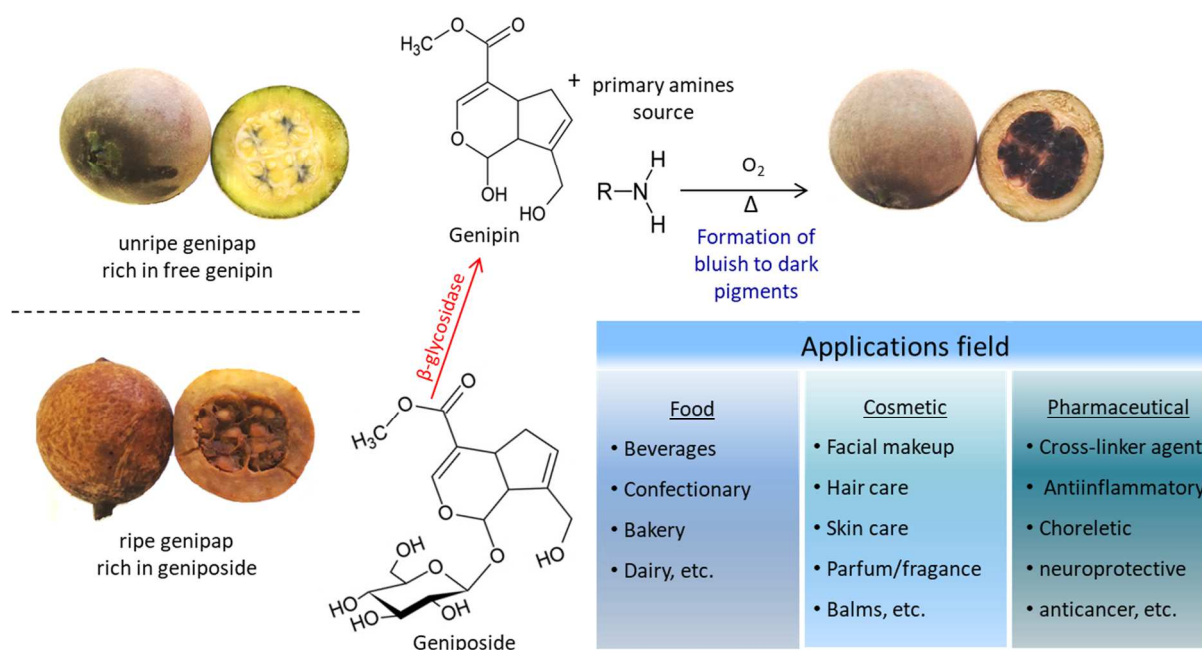 unripe genipap
rich in free genipin
ripe genipap
rich in geniposide
H₃C
O
O
O
OH
HO
Genipin
β-glycosidase
O
O
H₃C
O
O
HO
OH
HO
HO
OH
Geniposide
+
primary amines
source
H
R–N
H
O₂
Δ
Formation of
bluish to dark
pigments
Applications field
Food
• Beverages
• Confectionary
• Bakery
• Dairy, etc.
Cosmetic
• Facial makeup
• Hair care
• Skin care
• Parfum/fragance
• Balms, etc.
Pharmaceutical
• Cross-linker agent
• Antiinflammatory
• Choreletic
• neuroprotective
• anticancer, etc.